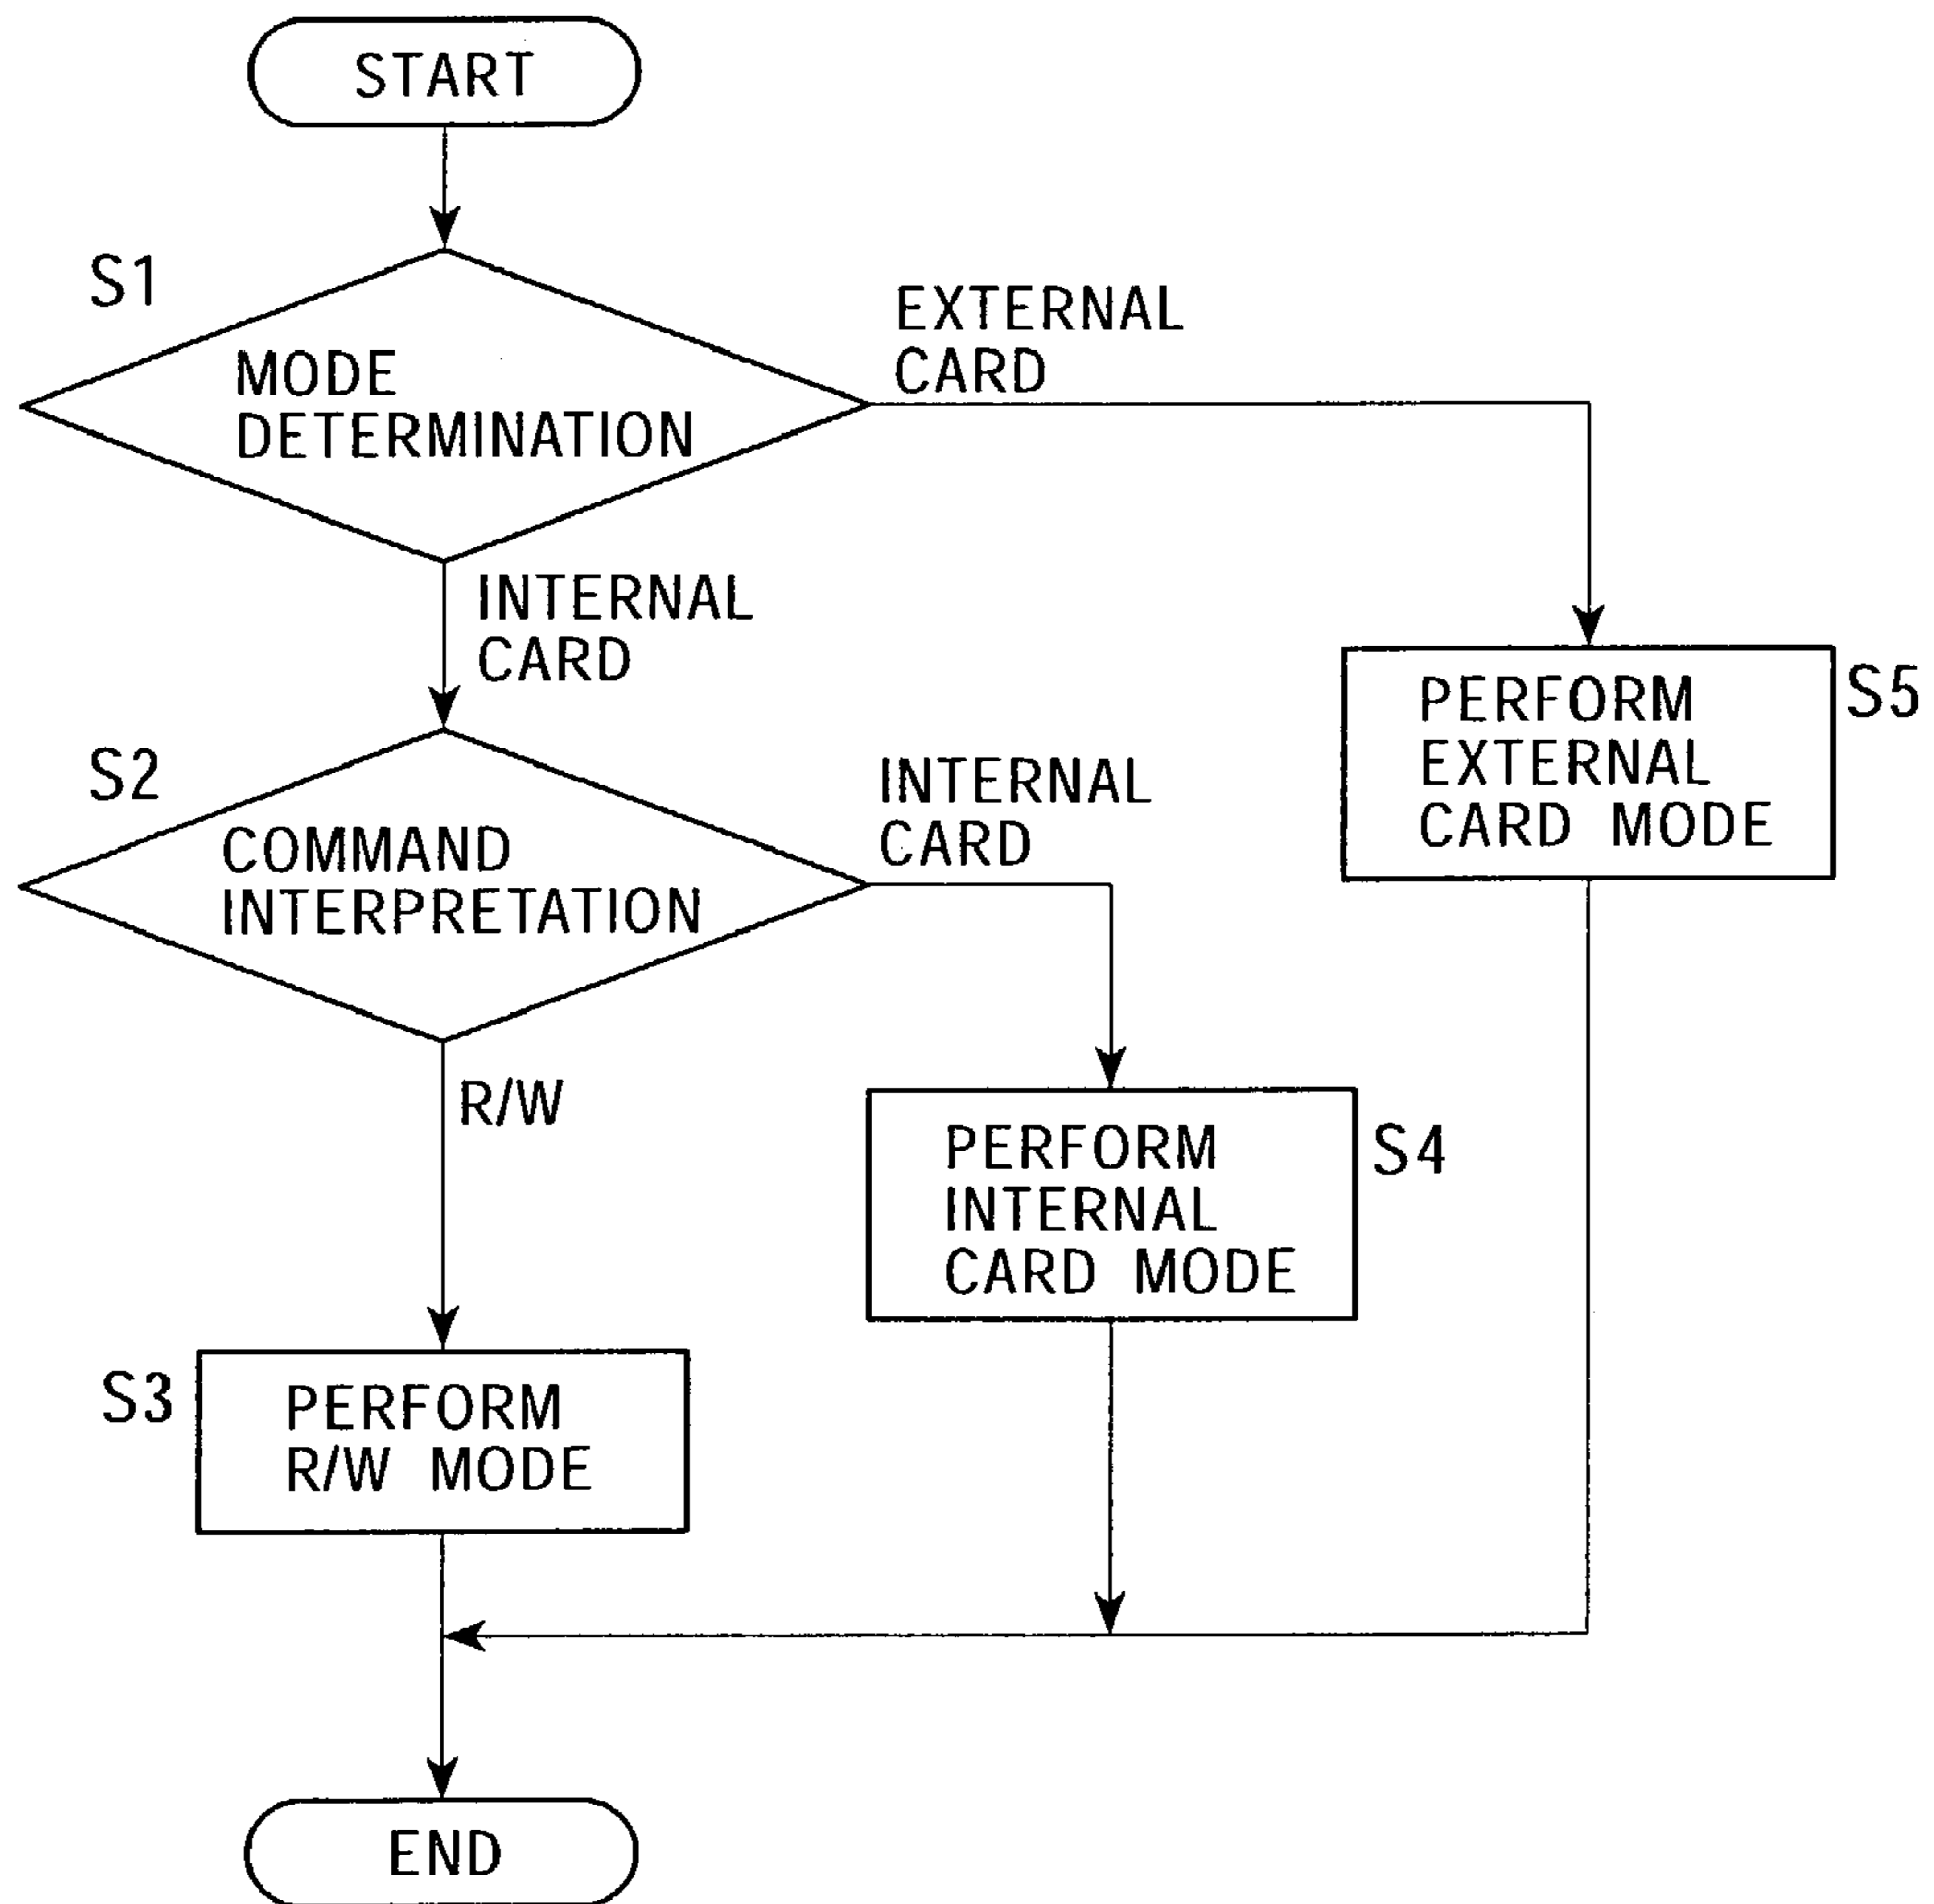 START
S1
MODE
DETERMINATION
EXTERNAL
CARD
INTERNAL
CARD
S2
COMMAND
INTERPRETATION
INTERNAL
CARD
PERFORM
EXTERNAL
CARD MODE
S5
R/W
PERFORM
INTERNAL
CARD MODE
S4
S3
PERFORM
R/W MODE
END